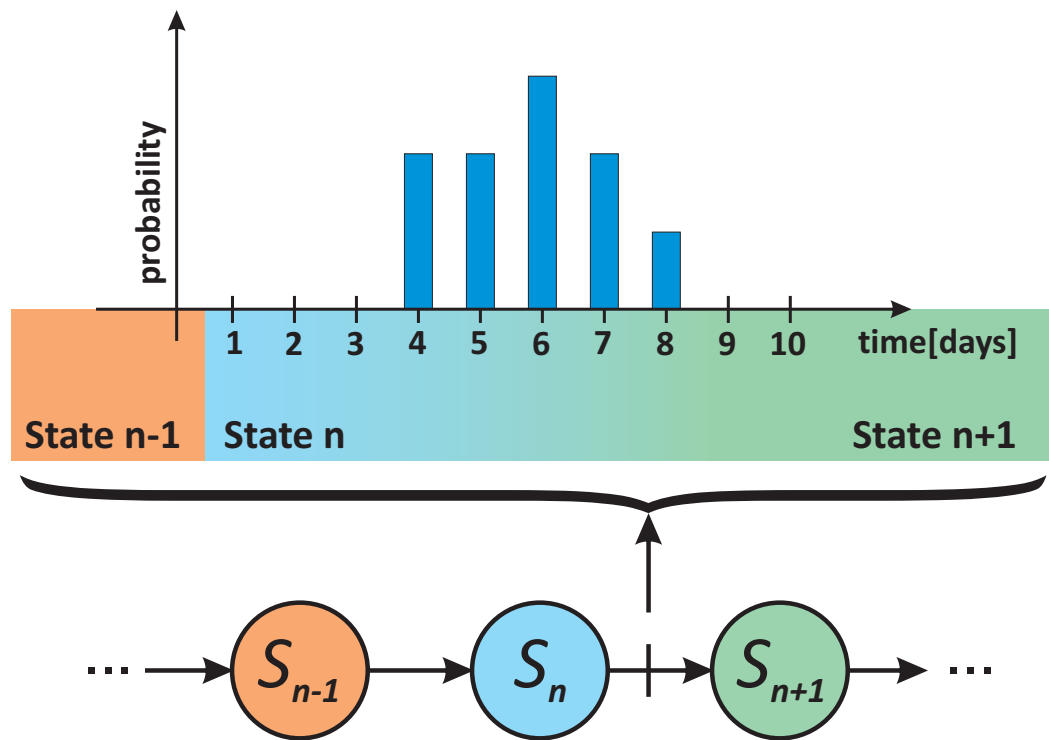 probability
1 2 3 4 5 6 7 8 9 10 time[days]
State n-1 State n State n+1
... S_{n-1} S_n S_{n+1} ...